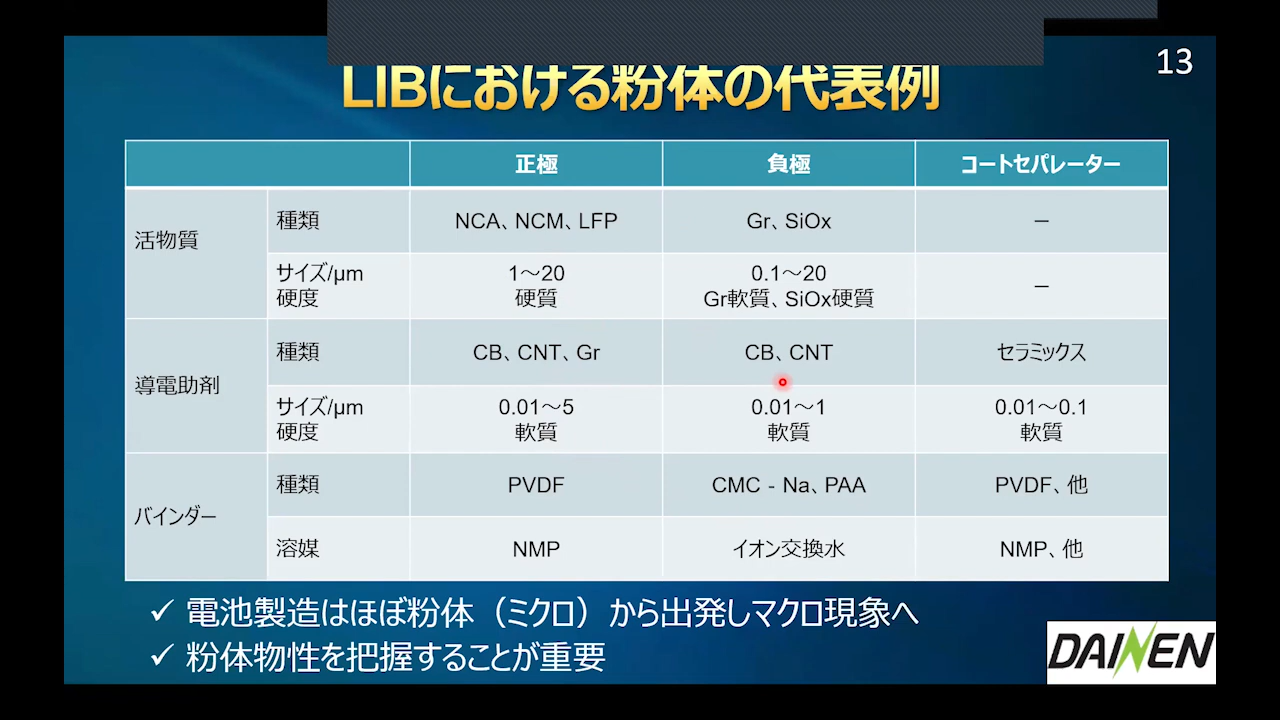 13
LIBにおける粉体の代表例
正極 負極 コートセパレーター
活物質 種類 NCA、NCM、LFP Gr、SiOx －
サイズ/μm 1～20 0.1～20 －
硬度 硬質 Gr軟質、SiOx硬質
導電助剤 種類 CB、CNT、Gr CB、CNT セラミックス
サイズ/μm 0.01～5 0.01～1 0.01～0.1
硬度 軟質 軟質 軟質
バインダー 種類 PVDF CMC - Na、PAA PVDF、他
溶媒 NMP イオン交換水 NMP、他
✓ 電池製造はほぼ粉体（ミクロ）から出発しマクロ現象へ
✓ 粉体物性を把握することが重要
DAINEN